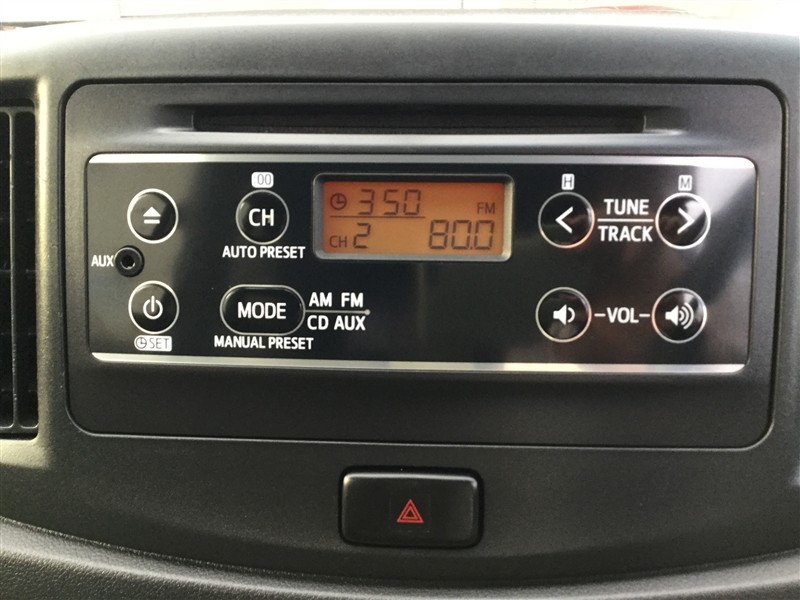 00
CH
AUTO PRESET
AUX
SET
MODE
AM FM
CD AUX
MANUAL PRESET
3 50
FM
CH 2 80.0
H
M
TUNE
TRACK
-VOL-